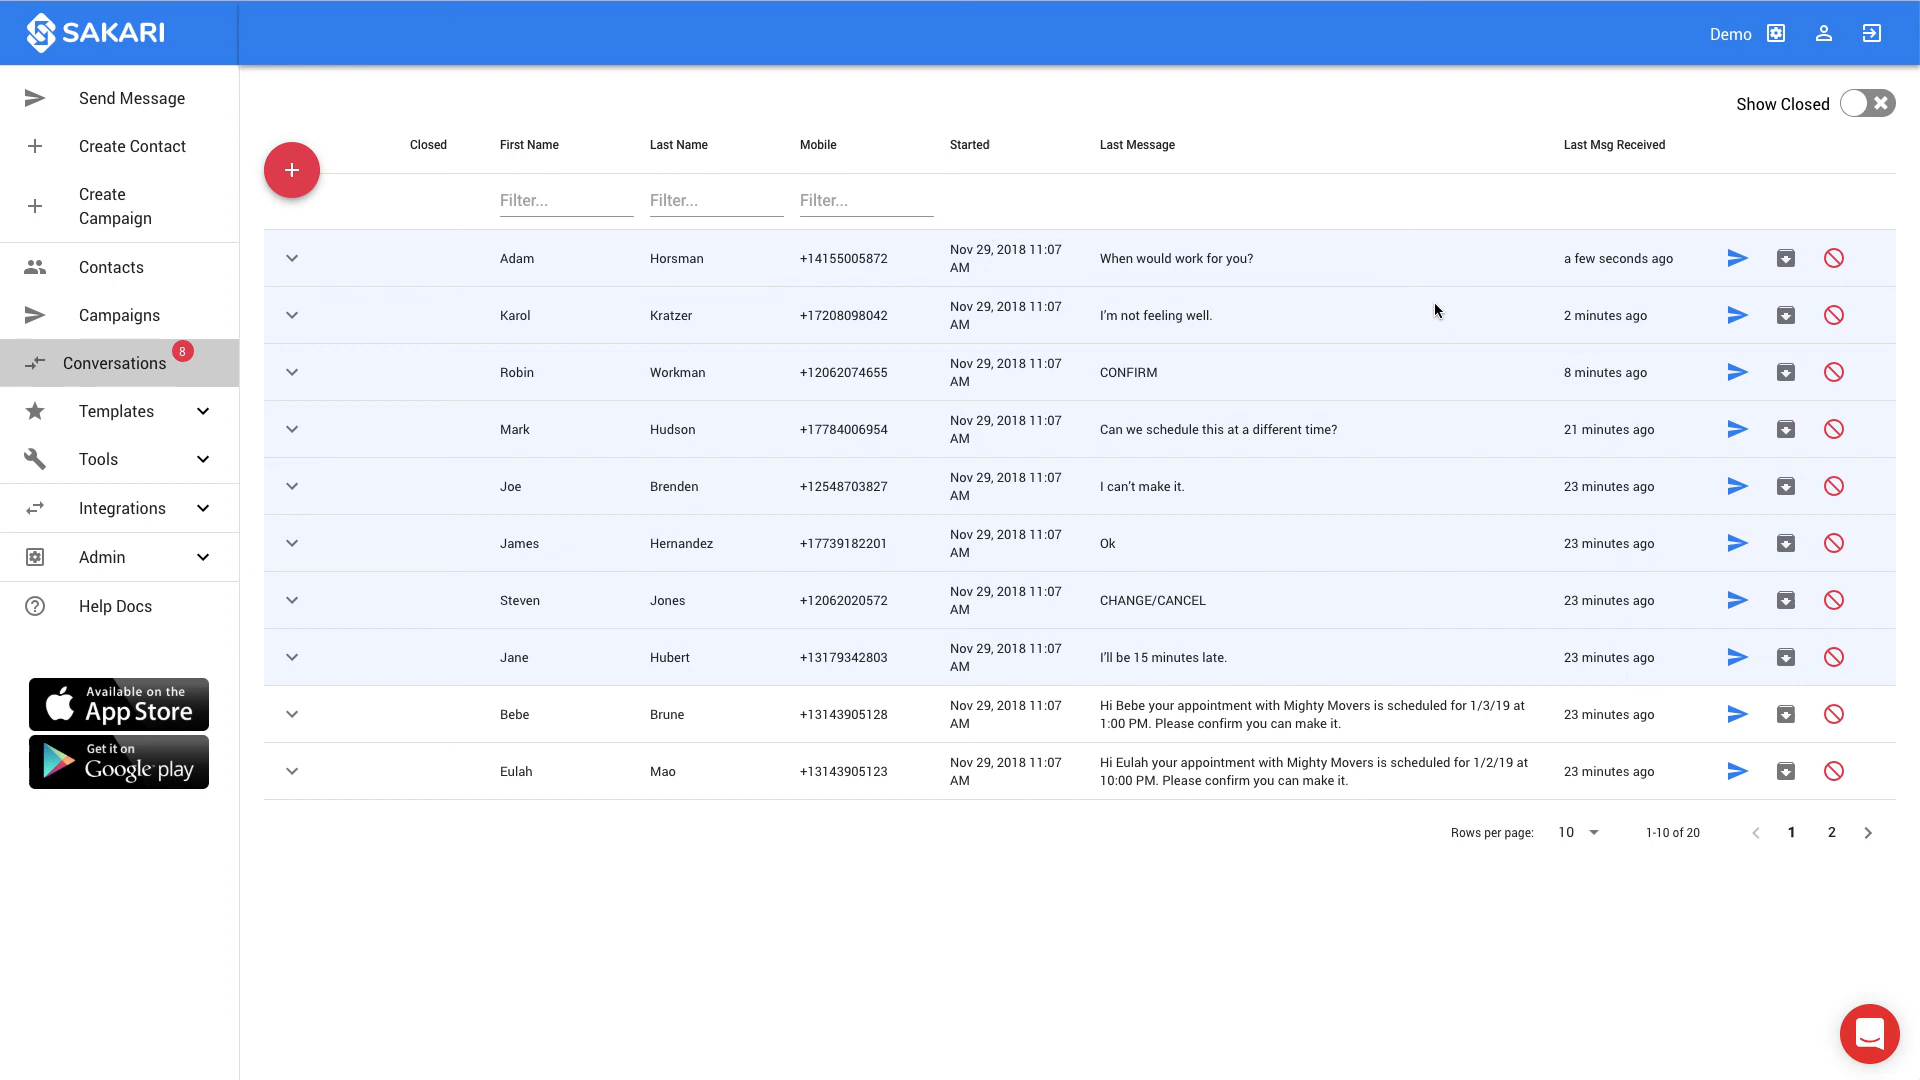 SAKARI
Demo
Send Message
Create Contact
Create
Campaign
Contacts
Campaigns
Conversations
8
Templates
Tools
Integrations
Admin
Help Docs
Available on the
App Store
Get it on
Google play
Show Closed
Closed First Name Last Name Mobile Started Last Message Last Msg Received
Filter... Filter... Filter...
Adam Horsman +14155005872 Nov 29, 2018 11:07 When would work for you? a few seconds ago
AM
Karol Kratzer +17208098042 Nov 29, 2018 11:07 I'm not feeling well. 2 minutes ago
AM
Robin Workman +12062074655 Nov 29, 2018 11:07 CONFIRM 8 minutes ago
AM
Mark Hudson +17784006954 Nov 29, 2018 11:07 Can we schedule this at a different time? 21 minutes ago
AM
Joe Brenden +12548703827 Nov 29, 2018 11:07 I can't make it. 23 minutes ago
AM
James Hernandez +17739182201 Nov 29, 2018 11:07 Ok 23 minutes ago
AM
Steven Jones +12062020572 Nov 29, 2018 11:07 CHANGE/CANCEL 23 minutes ago
AM
Jane Hubert +13179342803 Nov 29, 2018 11:07 I'll be 15 minutes late. 23 minutes ago
AM
Bebe Brune +13143905128 Nov 29, 2018 11:07 Hi Bebe your appointment with Mighty Movers is scheduled for 1/3/19 at 23 minutes ago
AM 1:00 PM. Please confirm you can make it.
Eulah Mao +13143905123 Nov 29, 2018 11:07 Hi Eulah your appointment with Mighty Movers is scheduled for 1/2/19 at 23 minutes ago
AM 10:00 PM. Please confirm you can make it.
Rows per page: 10 1-10 of 20 1 2